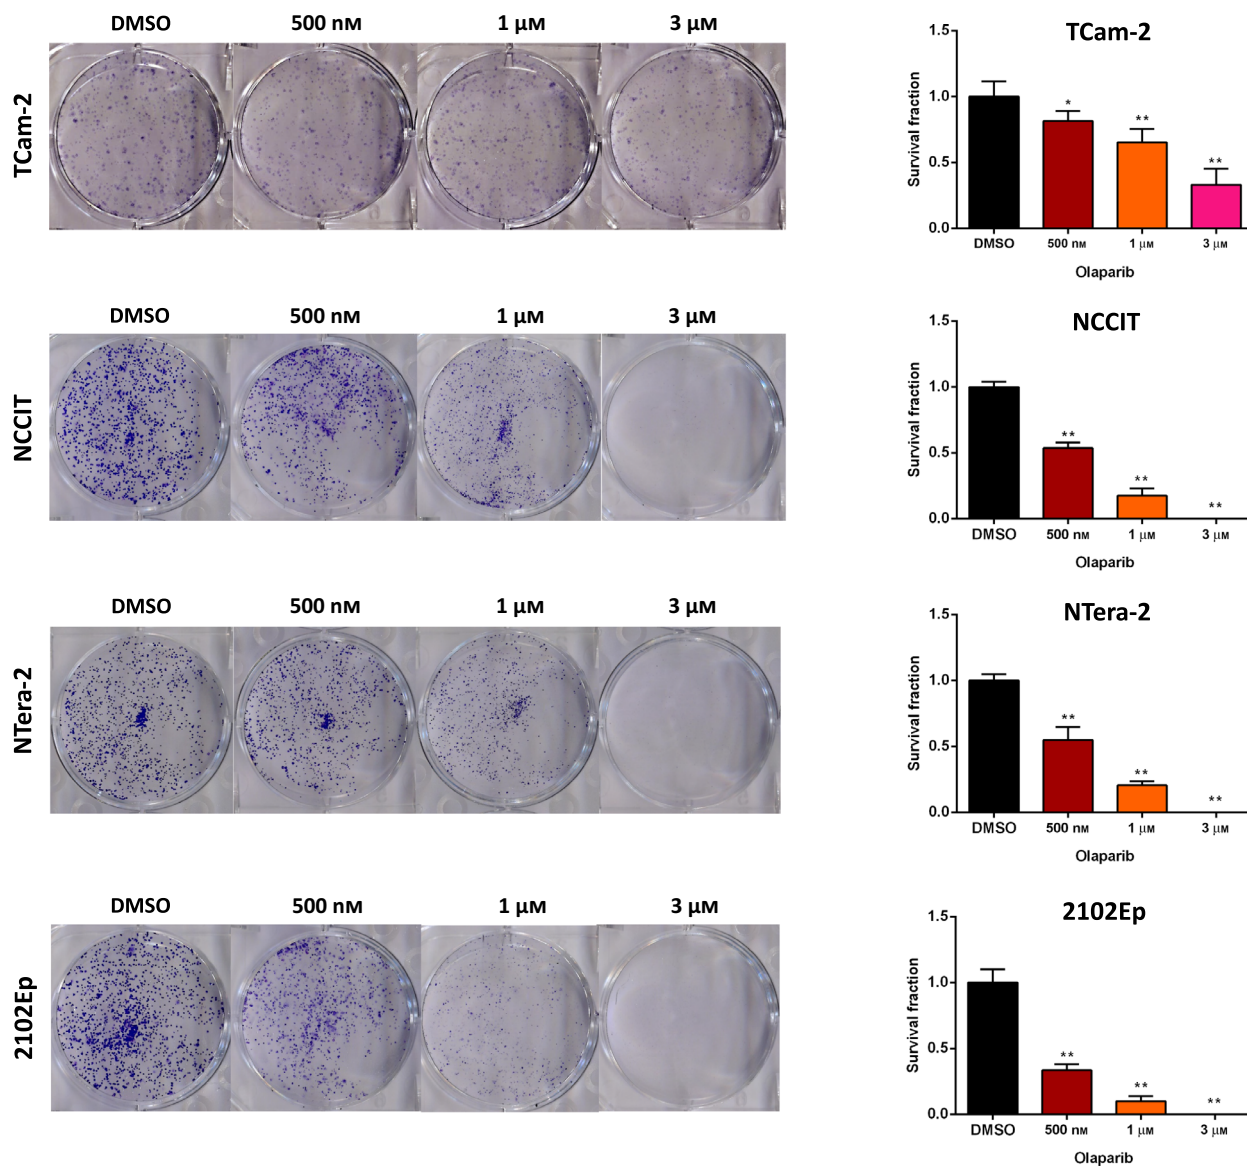 DMSO 500 nM 1 μM 3 μM
TCam-2
TCam-2
Survival fraction
1.5
1.0
0.5
0.0
*
**
**
DMSO 500 nM 1 μM 3 μM
Olaparib
DMSO 500 nM 1 μM 3 μM
NCCIT
NCCIT
Survival fraction
1.5
1.0
0.5
0.0
**
**
**
DMSO 500 nM 1 μM 3 μM
Olaparib
DMSO 500 nM 1 μM 3 μM
NTera-2
NTera-2
Survival fraction
1.5
1.0
0.5
0.0
**
**
**
DMSO 500 nM 1 μM 3 μM
Olaparib
DMSO 500 nM 1 μM 3 μM
2102Ep
2102Ep
Survival fraction
1.5
1.0
0.5
0.0
**
**
**
DMSO 500 nM 1 μM 3 μM
Olaparib